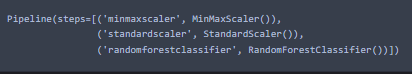 Pipeline(steps=[('minmaxscaler', MinMaxScaler()),
('standardscaler', StandardScaler()),
('randomforestclassifier', RandomForestClassifier())])